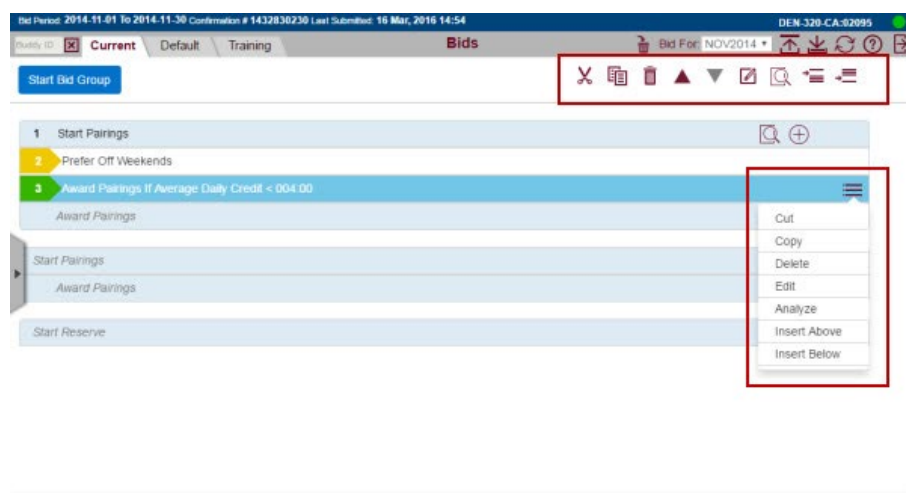 Bid Period: 2014-11-01 To 2014-11-30 Confirmation # 1432830230 Last Submitted: 16 Mar, 2016 14:54 DEN-320-CA:02095
Buddy ID Current Default Training Bids Bid For: NOV2014
Start Bid Group
1 Start Pairings
2 Prefer Off Weekends
3 Award Pairings If Average Daily Credit < 004:00
Award Pairings
Cut
Copy
Start Pairings
Delete
Award Pairings
Edit
Analyze
Start Reserve
Insert Above
Insert Below